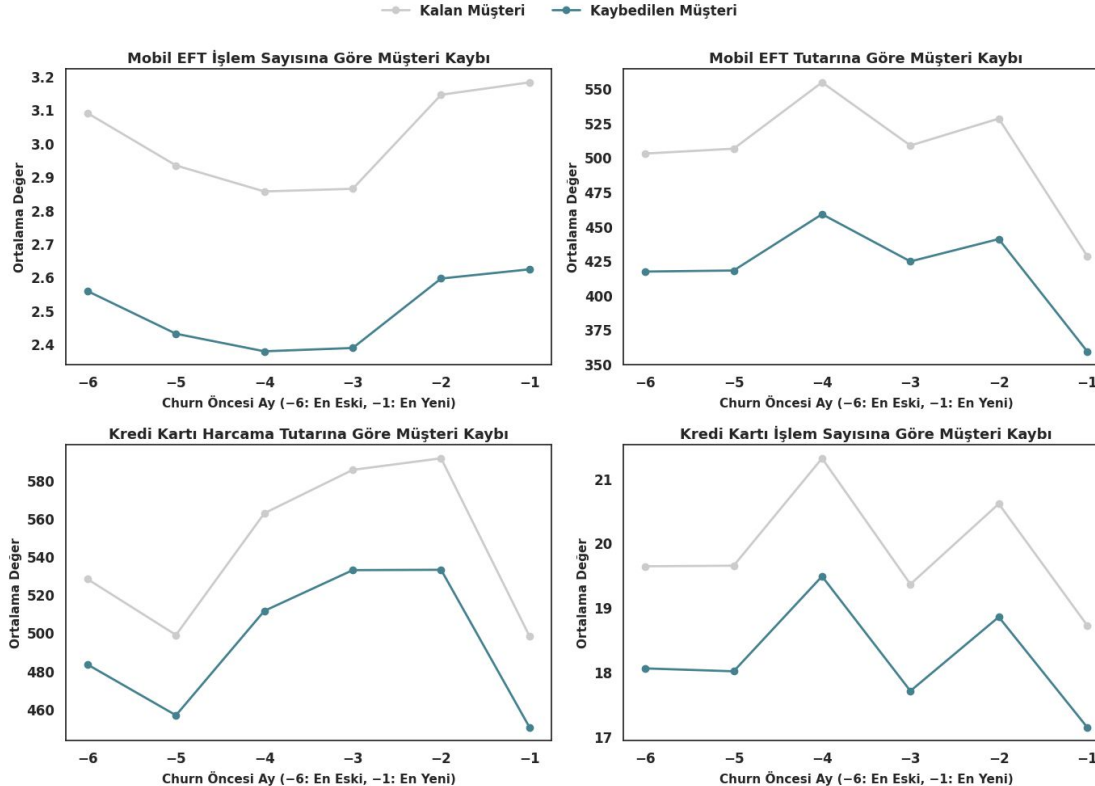 Kalan Müşteri Kaybedilen Müşteri
Mobil EFT İşlem Sayısına Göre Müşteri Kaybı
3.2
3.1
3.0
2.9
2.8
2.7
2.6
2.5
2.4
Ortalama Değer
−6 −5 −4 −3 −2 −1
Churn Öncesi Ay (−6: En Eski, −1: En Yeni)
Mobil EFT Tutarına Göre Müşteri Kaybı
550
525
500
475
450
425
400
375
350
Ortalama Değer
−6 −5 −4 −3 −2 −1
Churn Öncesi Ay (−6: En Eski, −1: En Yeni)
Kredi Kartı Harcama Tutarına Göre Müşteri Kaybı
580
560
540
520
500
480
460
Ortalama Değer
−6 −5 −4 −3 −2 −1
Churn Öncesi Ay (−6: En Eski, −1: En Yeni)
Kredi Kartı İşlem Sayısına Göre Müşteri Kaybı
21
20
19
18
17
Ortalama Değer
−6 −5 −4 −3 −2 −1
Churn Öncesi Ay (−6: En Eski, −1: En Yeni)